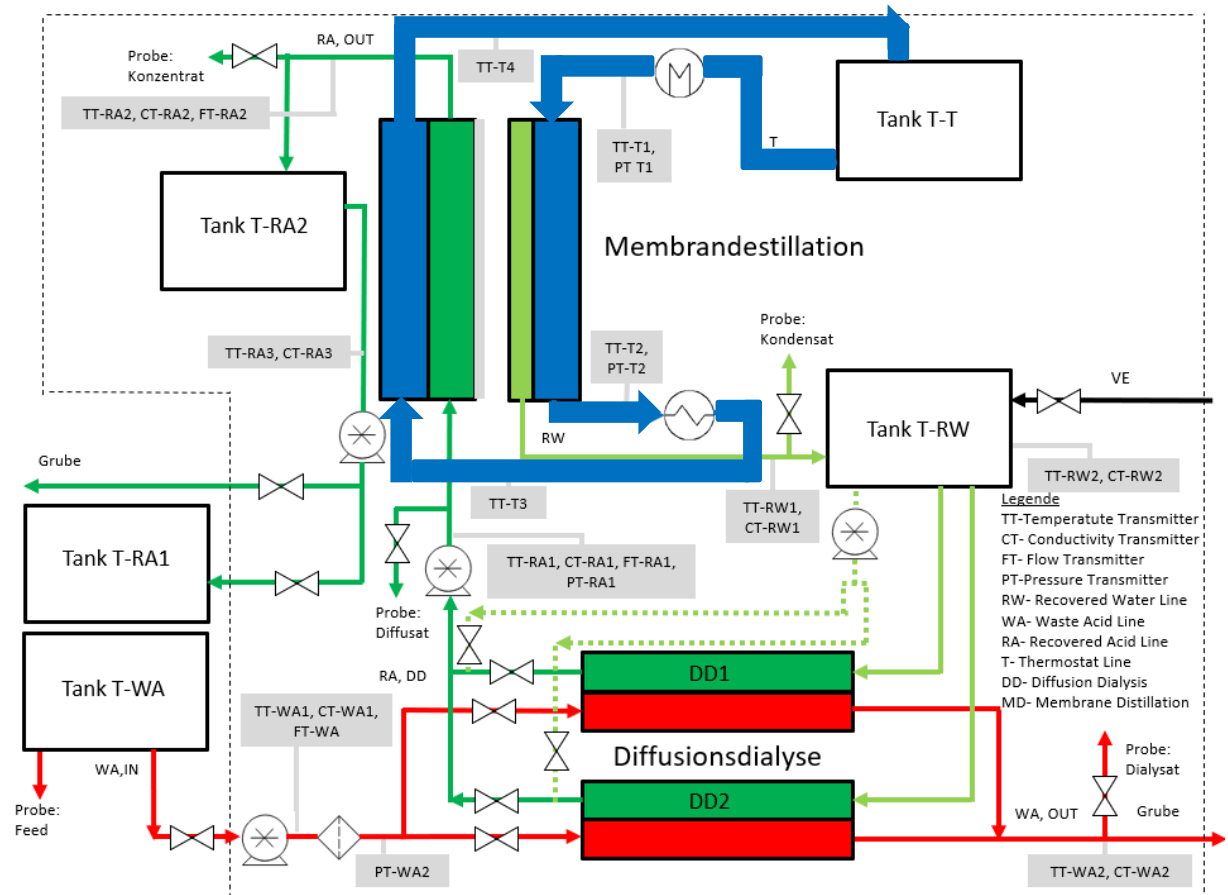 Probe:
Konzentrat
RA, OUT
TT-T4
TT-RA2, CT-RA2, FT-RA2
TT-T1,
PT T1
T
Tank T-T
Tank T-RA2
Membrandestillation
TT-RA3, CT-RA3
TT-T2,
PT-T2
Probe:
Kondensat
VE
RW
Tank T-RW
Grube
TT-T3
TT-RW1,
CT-RW1
TT-RW2, CT-RW2
Tank T-RA1
TT-RA1, CT-RA1, FT-RA1,
PT-RA1
Probe:
Diffusat
Legende
TT-Temperatute Transmitter
CT- Conductivity Transmitter
FT- Flow Transmitter
PT-Pressure Transmitter
RW- Recovered Water Line
WA- Waste Acid Line
RA- Recovered Acid Line
T- Thermostat Line
DD- Diffusion Dialysis
MD- Membrane Distillation
Tank T-WA
RA, DD
DD1
TT-WA1, CT-WA1,
FT-WA
Diffusionsdialyse
WA,IN
Probe:
Feed
DD2
Probe:
Dialysat
WA, OUT
Grube
PT-WA2
TT-WA2, CT-WA2